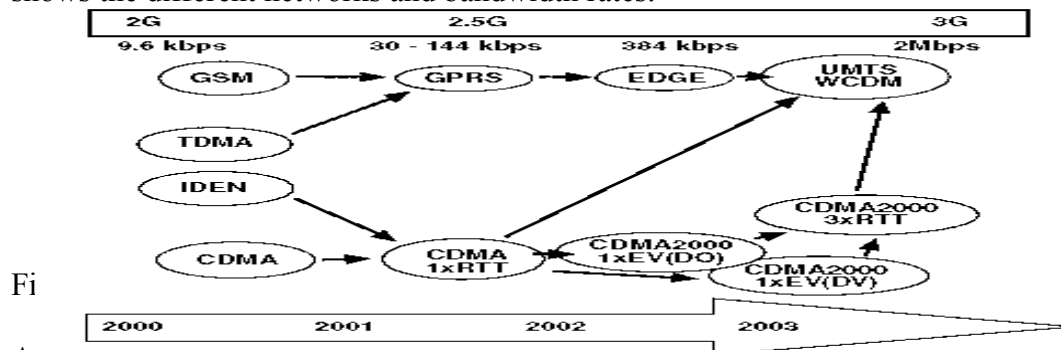 shows the different networks and bandwidth rates.
2G 2.5G 3G
9.6 kbps 30 - 144 kbps 384 kbps 2Mbps
GSM GPRS EDGE UMTS
WCDM
TDMA
IDEN
CDMA2000
3xRTT
CDMA CDMA
1xRTT
CDMA2000
1xEV(DO)
CDMA2000
1xEV(DV)
Fi
2000 2001 2002 2003